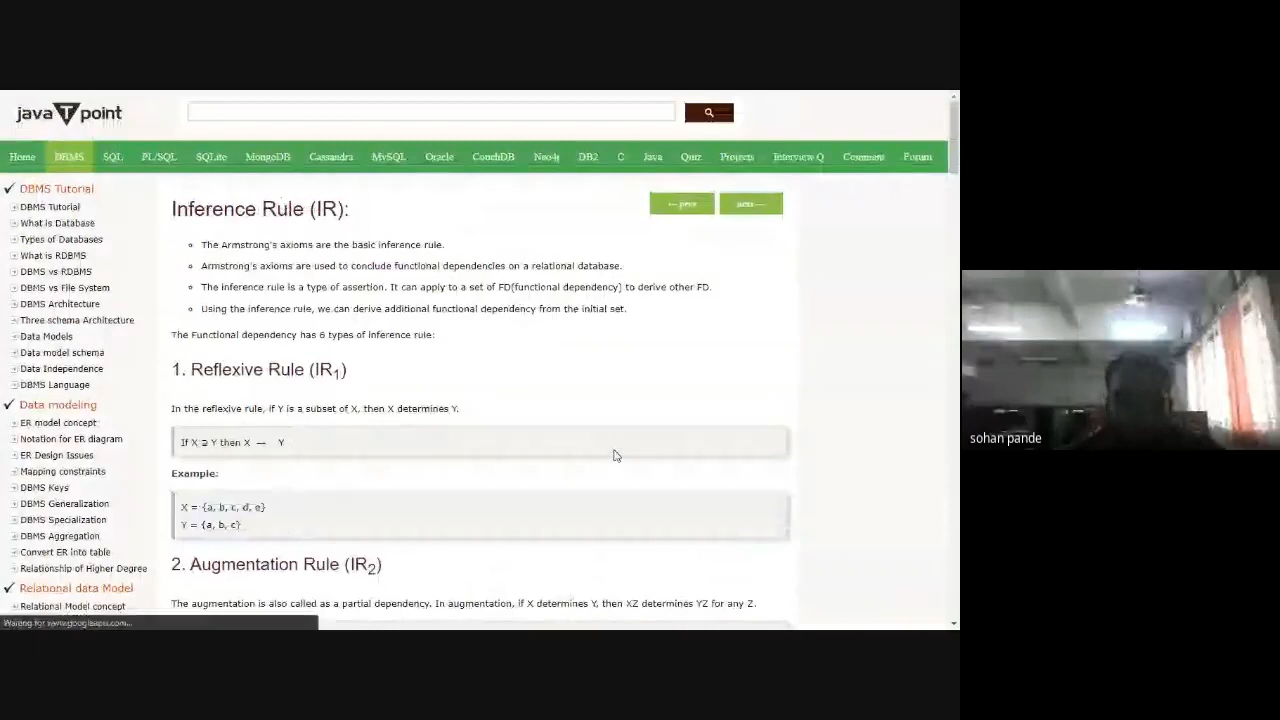 java T point
Home DBMS SQL PL/SQL SQLite MongoDB Cassandra MySQL Oracle CouchDB Neo4j DB2 C Java Quiz Projects Interview Q Comment Forum
DBMS Tutorial
DBMS Tutorial
What is Database
Types of Databases
What is RDBMS
DBMS vs RDBMS
DBMS vs File System
DBMS Architecture
Three schema Architecture
Data Models
Data model schema
Data Independence
DBMS Language
Data modeling
ER model concept
Notation for ER diagram
ER Design Issues
Mapping constraints
DBMS Keys
DBMS Generalization
DBMS Specialization
DBMS Aggregation
Convert ER into table
Relationship of Higher Degree
Relational data Model
Relational Model concept
Inference Rule (IR):
← prev next →
The Armstrong's axioms are the basic inference rule.
Armstrong's axioms are used to conclude functional dependencies on a relational database.
The inference rule is a type of assertion. It can apply to a set of FD(functional dependency) to derive other FD.
Using the inference rule, we can derive additional functional dependency from the initial set.
The Functional dependency has 6 types of inference rule:
1. Reflexive Rule (IR1)
In the reflexive rule, if Y is a subset of X, then X determines Y.
If X ⊇ Y then X → Y
Example:
X = {a, b, c, d, e}
Y = {a, b, c}
2. Augmentation Rule (IR2)
The augmentation is also called as a partial dependency. In augmentation, if X determines Y, then XZ determines YZ for any Z.
Waiting for
sohan pande